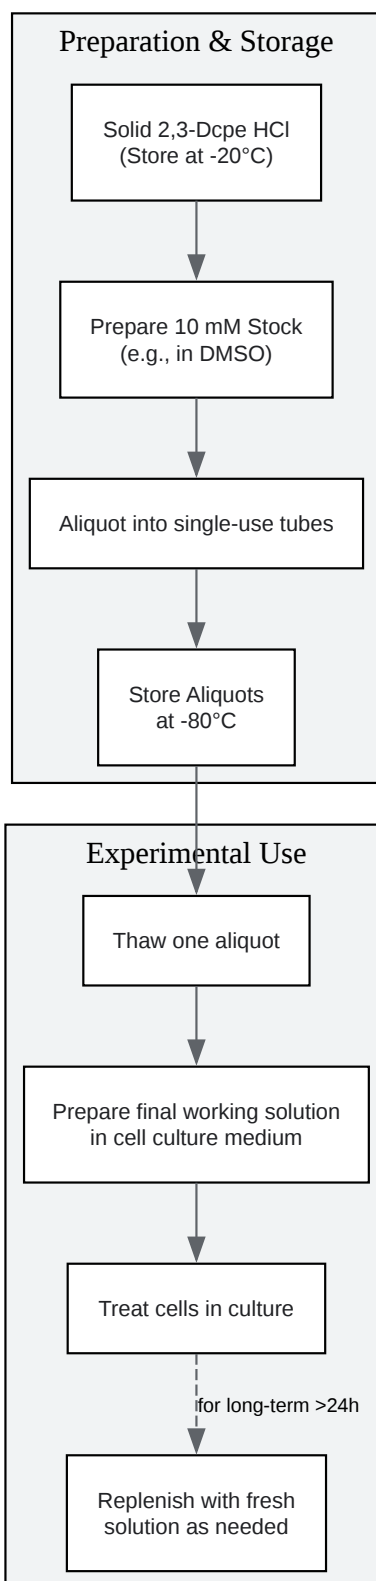 Preparation & Storage
Solid 2,3-Dcpe HCl
(Store at -20°C)
Prepare 10 mM Stock
(e.g., in DMSO)
Aliquot into single-use tubes
Store Aliquots
at -80°C
Experimental Use
Thaw one aliquot
Prepare final working solution
in cell culture medium
Treat cells in culture
for long-term >24h
Replenish with fresh
solution as needed